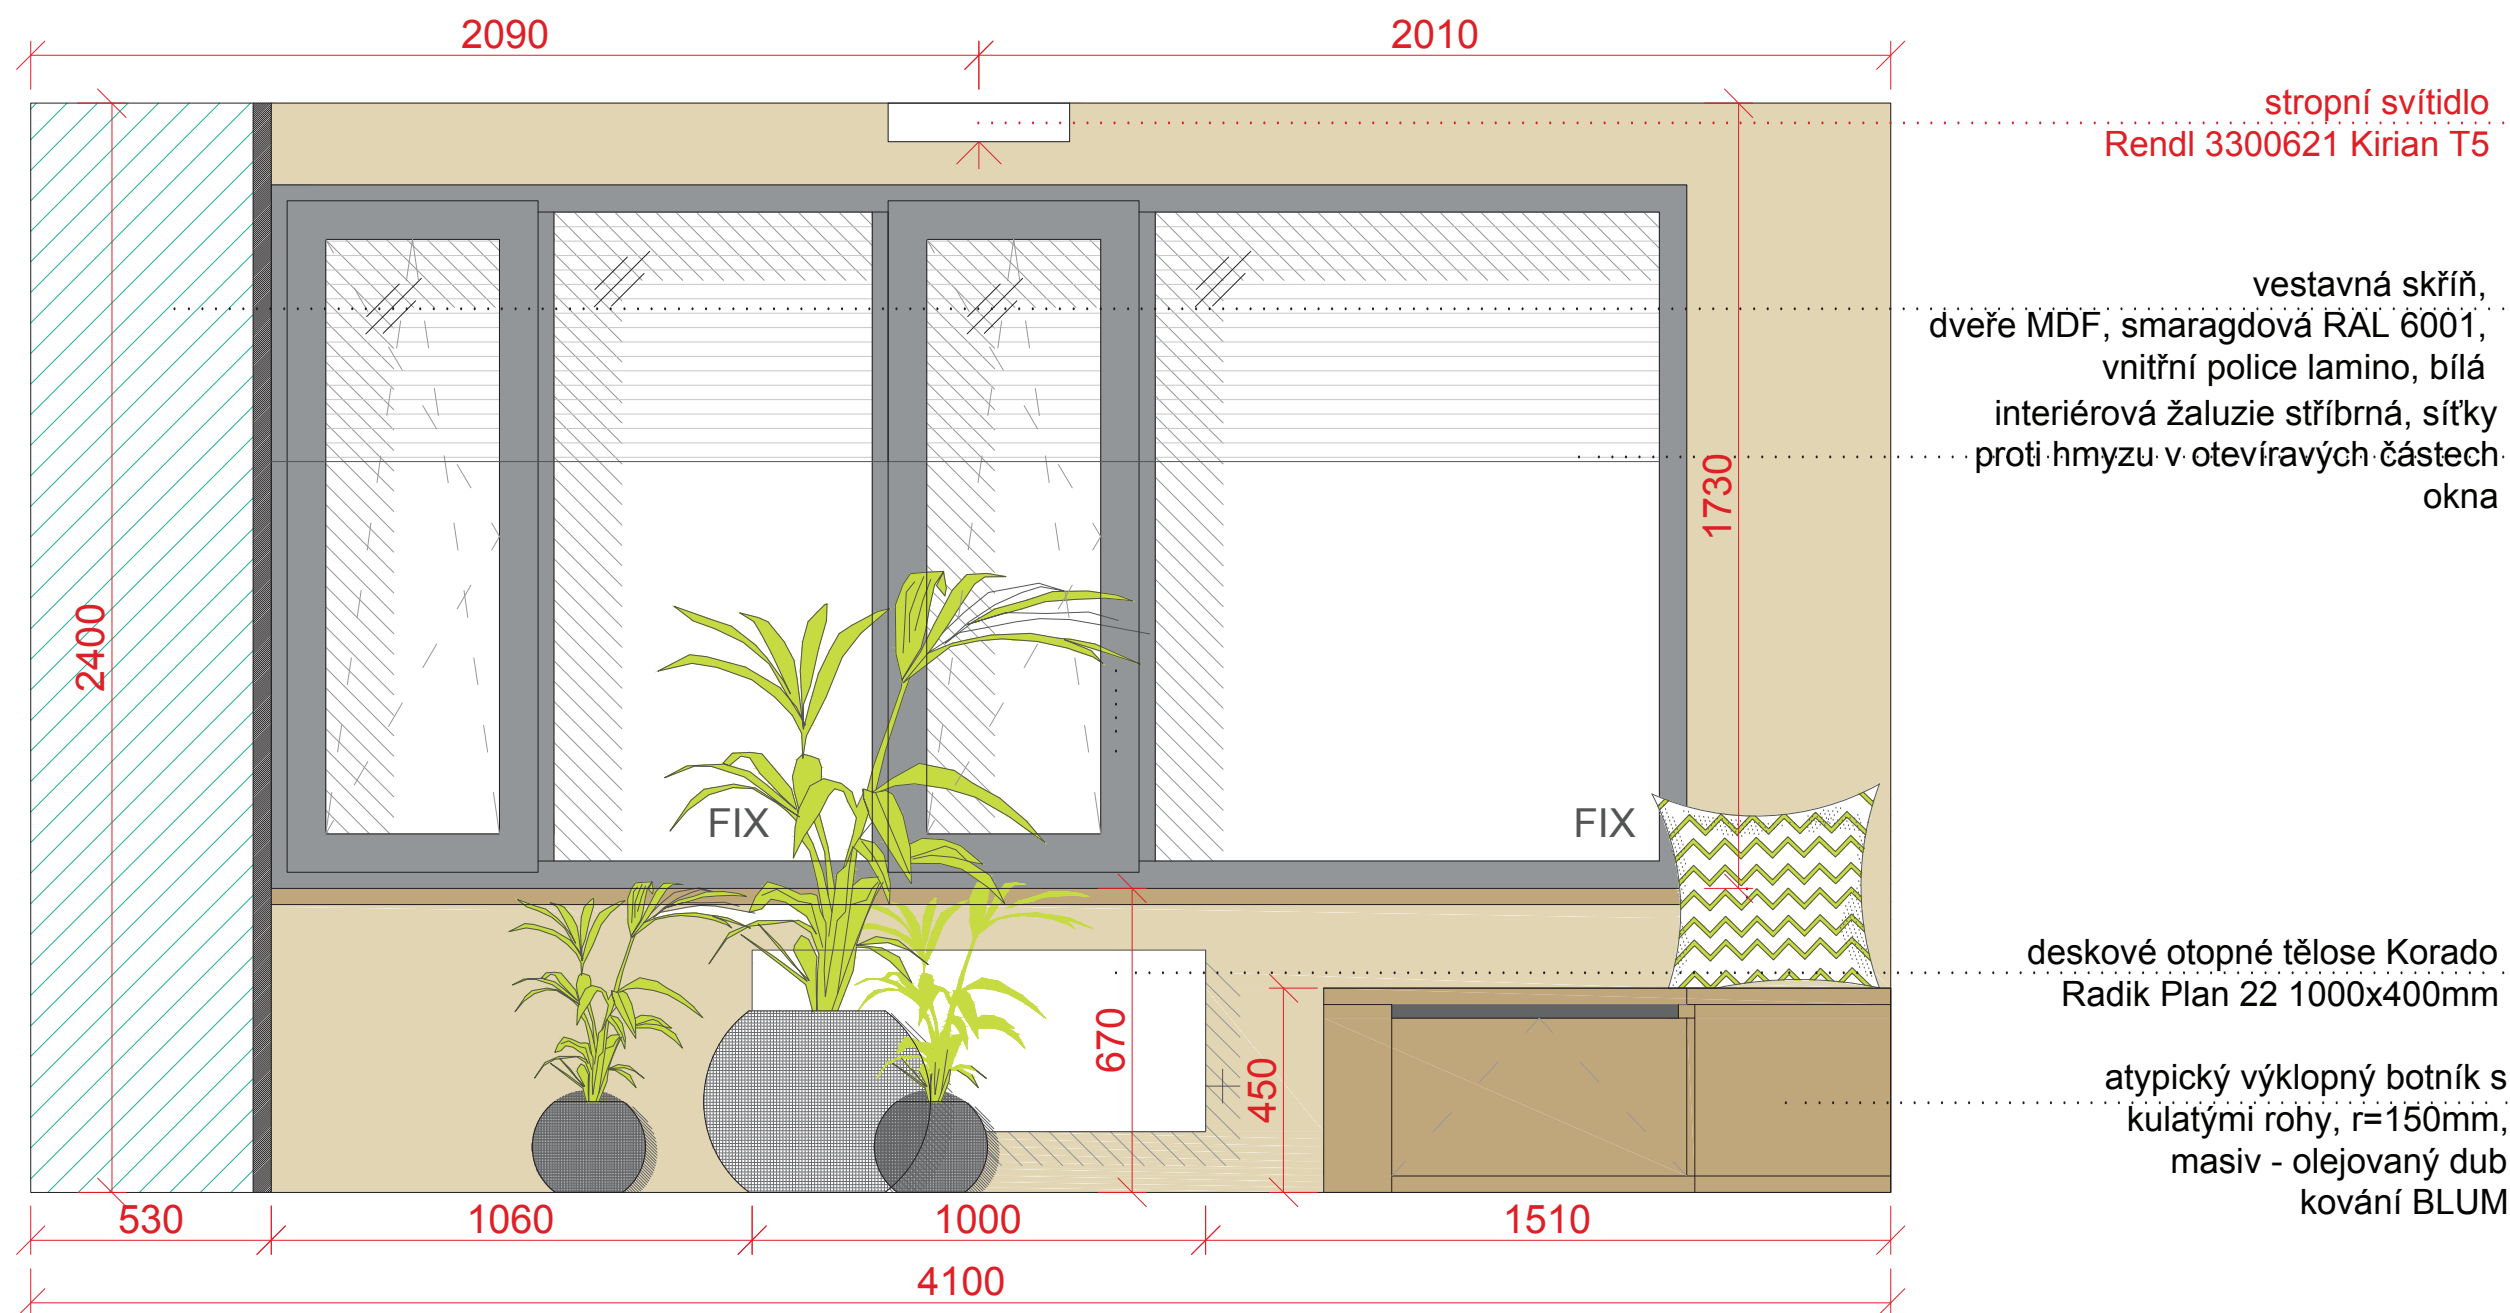 2090
2010
stropní svítidlo
Rendl 3300621 Kirian T5
vestavná skříň,
dveře MDF, smaragdová RAL 6001,
vnitřní police lamino, bílá
interiérová žaluzie stříbrná, síťky
proti hmyzu v otevíravých částech
okna
1730
2400
FIX
FIX
deskové otopné tělose Korado
Radik Plan 22 1000x400mm
670
450
atypický výklopný botník s
kulatými rohy, r=150mm,
masiv - olejovaný dub
kování BLUM
530
1060
1000
1510
4100